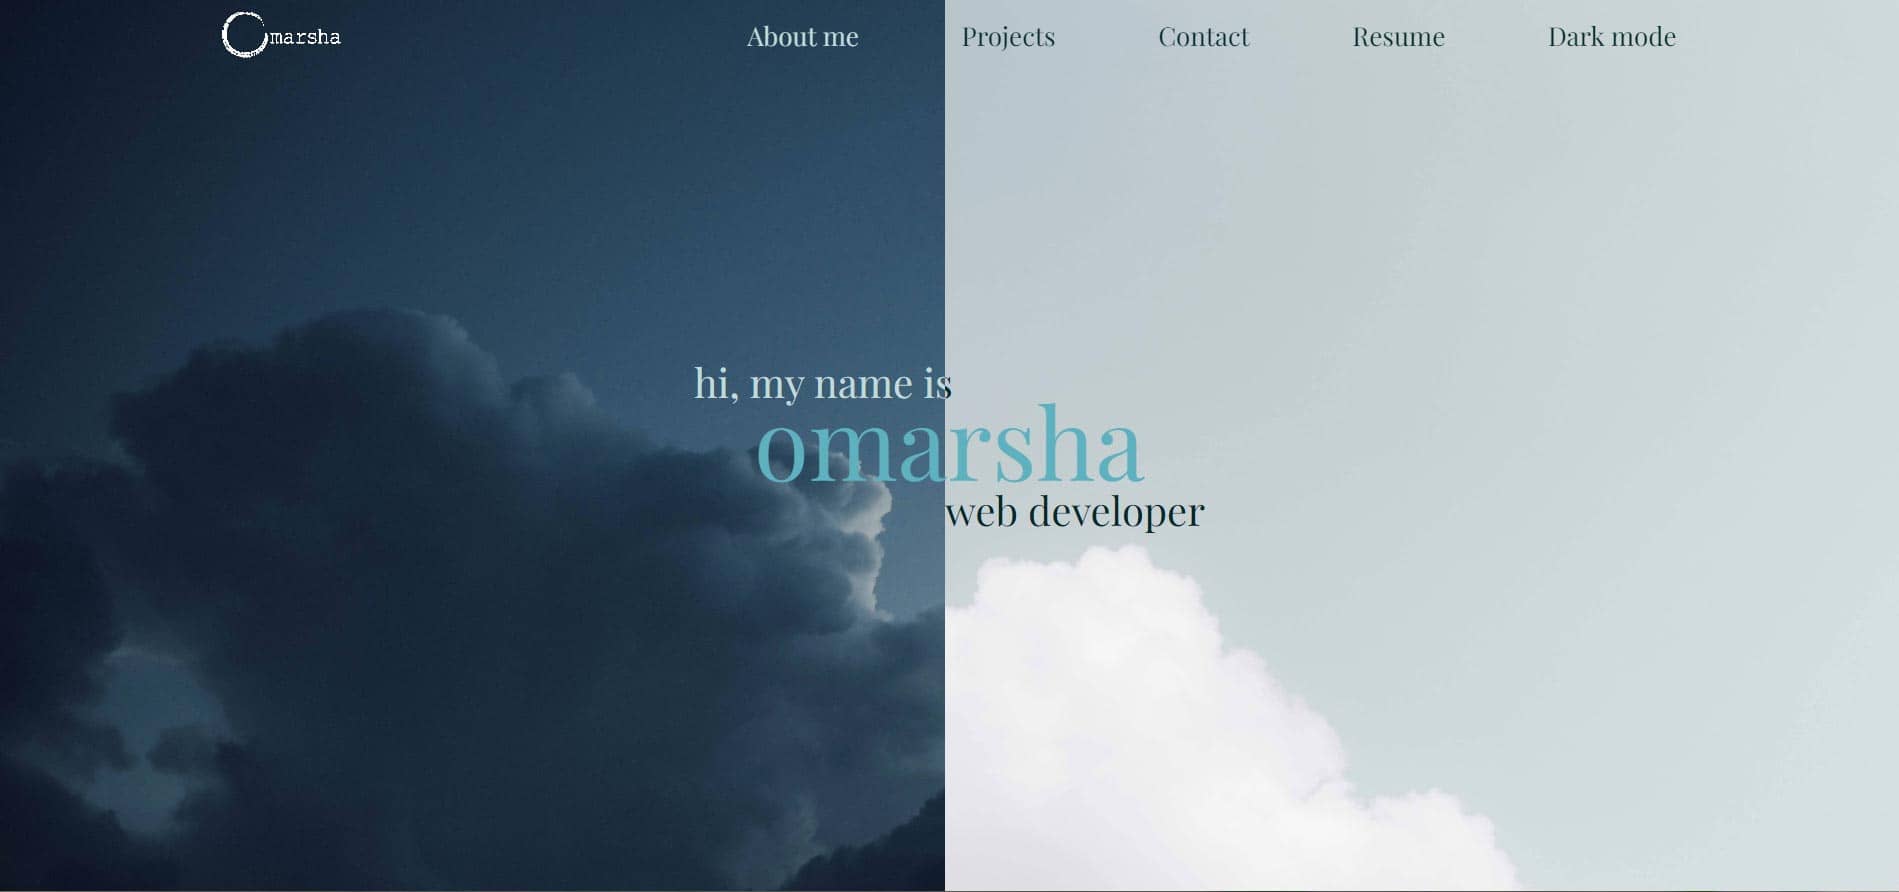 Omarsha
About me
Projects
Contact
Resume
Dark mode
hi, my name is
omarsha
web developer